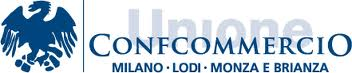 Unione
CONFCOMMERCIO
MILANO · LODI · MONZA E BRIANZA